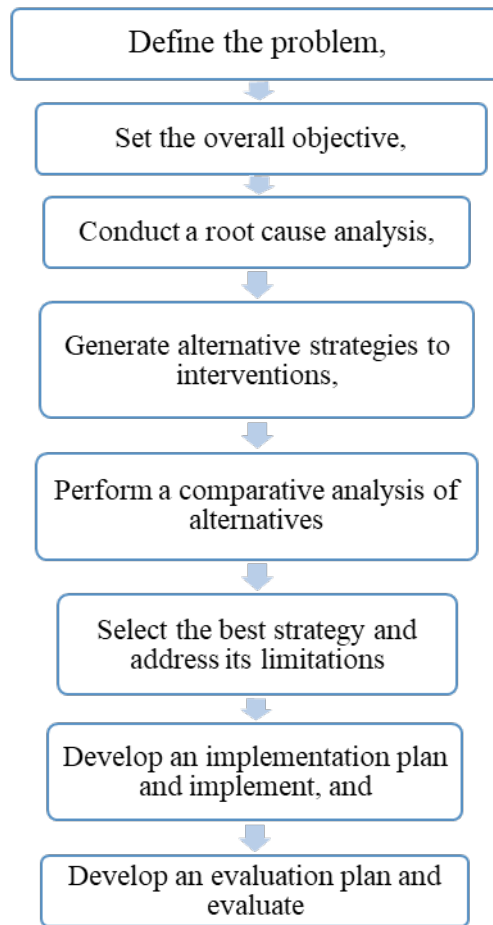 Define the problem,
Set the overall objective,
Conduct a root cause analysis,
Generate alternative strategies to
interventions,
Perform a comparative analysis of
alternatives
Select the best strategy and
address its limitations
Develop an implementation plan
and implement, and
Develop an evaluation plan and
evaluate